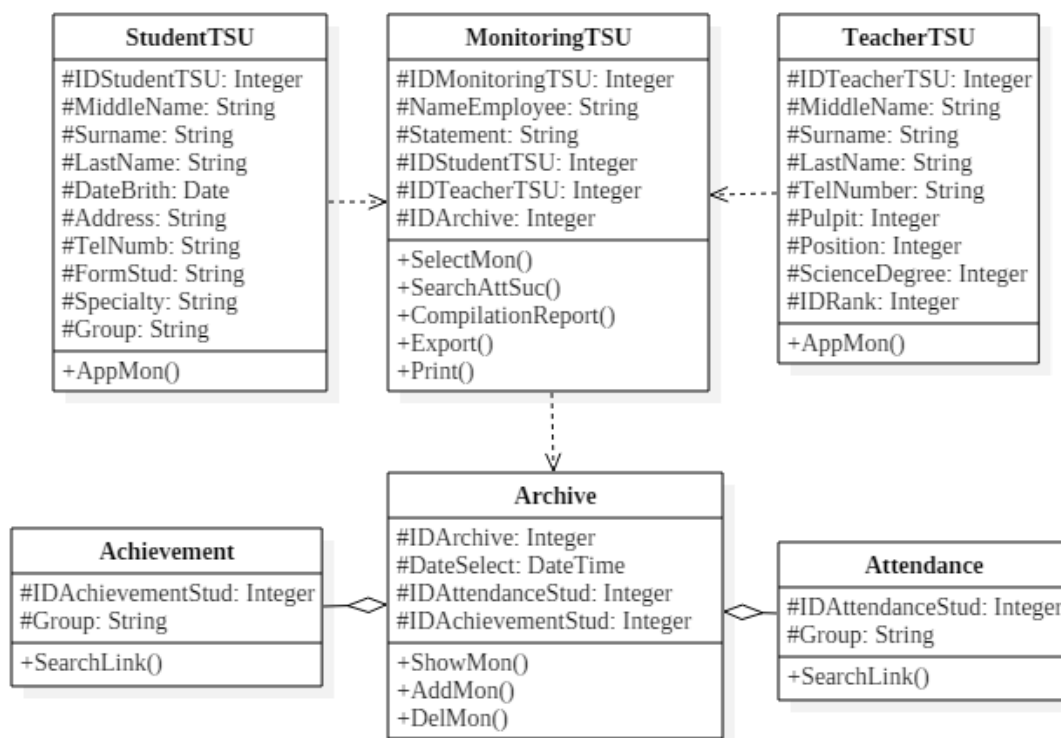 StudentTSU
#IDStudentTSU: Integer
#MiddleName: String
#Surname: String
#LastName: String
#DateBrith: Date
#Address: String
#TelNumb: String
#FormStud: String
#Specialty: String
#Group: String
+AppMon()
MonitoringTSU
#IDMonitoringTSU: Integer
#NameEmployee: String
#Statement: String
#IDStudentTSU: Integer
#IDTeacherTSU: Integer
#IDArchive: Integer
+SelectMon()
+SearchAttSuc()
+CompilationReport()
+Export()
+Print()
TeacherTSU
#IDTeacherTSU: Integer
#MiddleName: String
#Surname: String
#LastName: String
#TelNumber: String
#Pulpit: Integer
#Position: Integer
#ScienceDegree: Integer
#IDRank: Integer
+AppMon()
Achievement
#IDAchievementStud: Integer
#Group: String
+SearchLink()
Archive
#IDArchive: Integer
#DateSelect: DateTime
#IDAttendanceStud: Integer
#IDAchievementStud: Integer
+ShowMon()
+AddMon()
+DelMon()
Attendance
#IDAttendanceStud: Integer
#Group: String
+SearchLink()